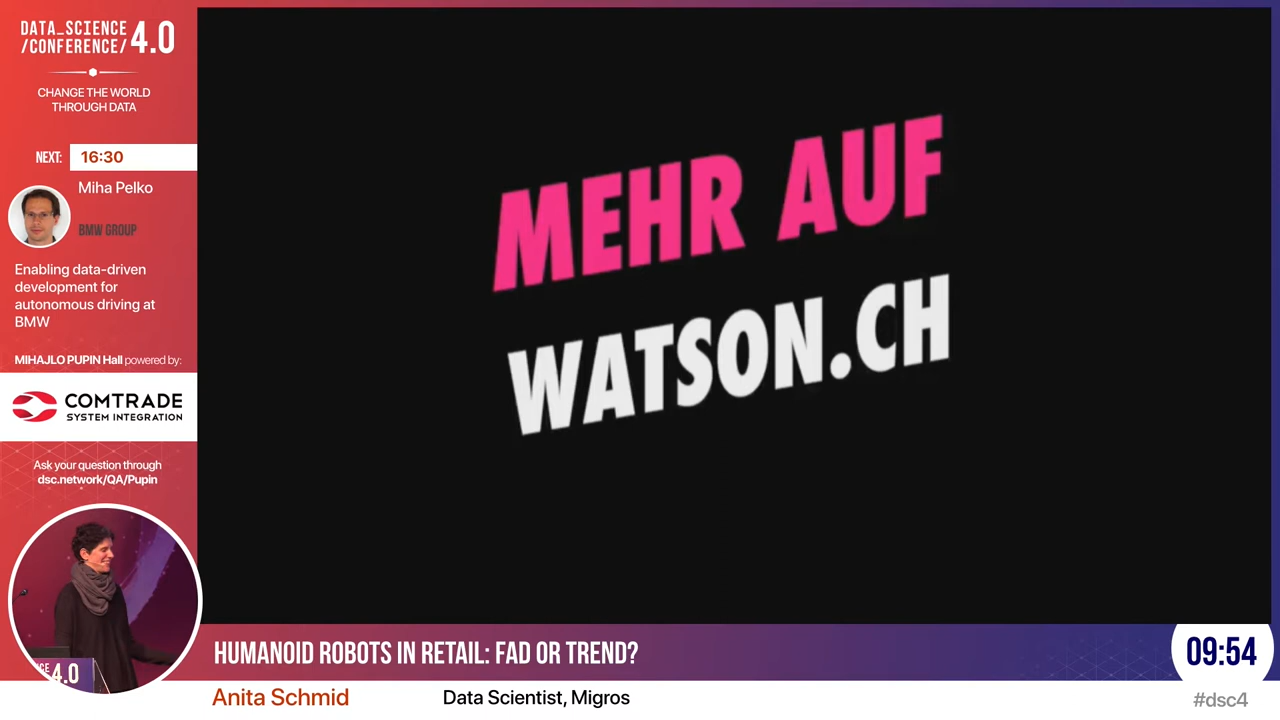 DATA_SCIENCE
/CONFERENCE/ 4.0
CHANGE THE WORLD
THROUGH DATA
NEXT: 16:30
Miha Pelko
BMW GROUP
Enabling data-driven
development for
autonomous driving at
BMW
MIHAJLO PUPIN Hall powered by:
COMTRADE
SYSTEM INTEGRATION
Ask your question through
dsc.network/QA/Pupin
CE 4.0
MEHR AUF
WATSON.CH
HUMANOID ROBOTS IN RETAIL: FAD OR TREND?
09:54
Anita Schmid
Data Scientist, Migros
#dsc4